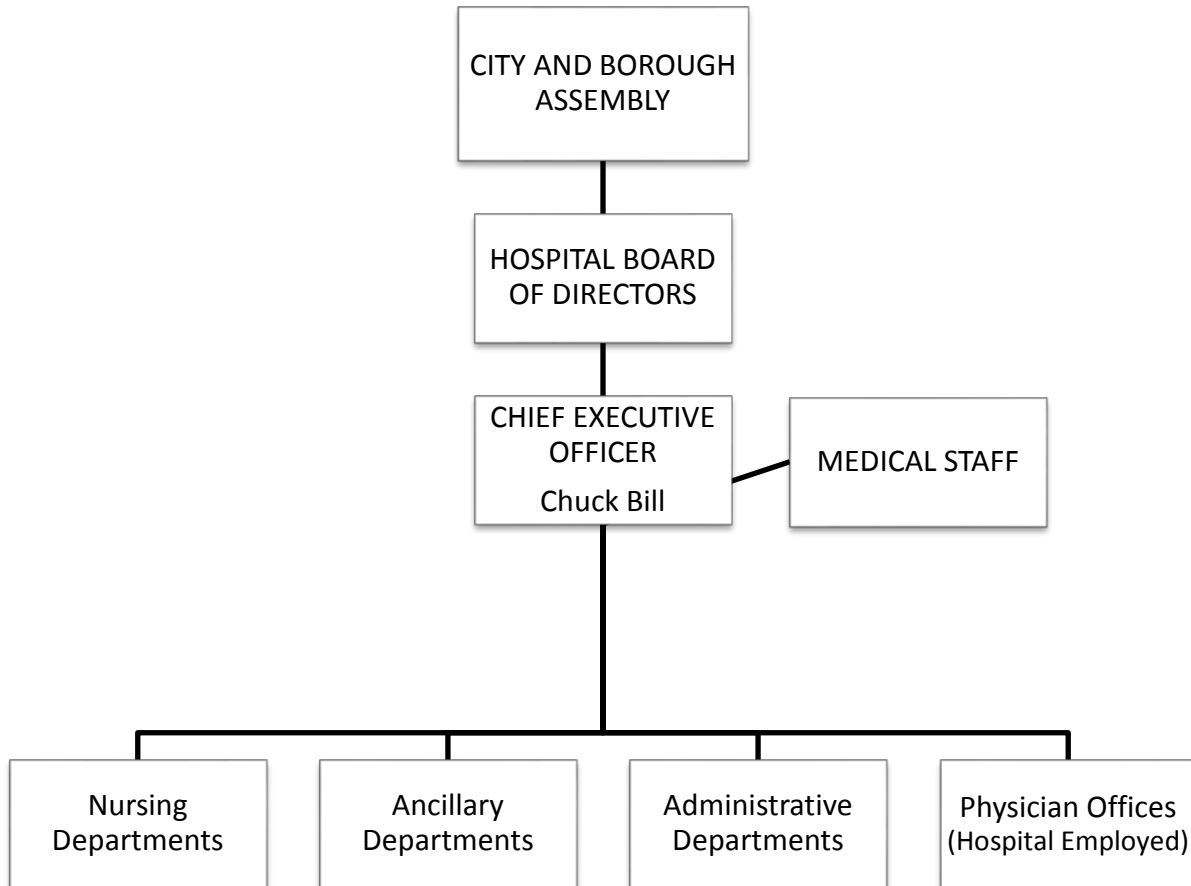 CITY AND BOROUGH
ASSEMBLY
HOSPITAL BOARD
OF DIRECTORS
CHIEF EXECUTIVE
OFFICER
Chuck Bill
MEDICAL STAFF
Nursing
Departments
Ancillary
Departments
Administrative
Departments
Physician Offices
(Hospital Employed)